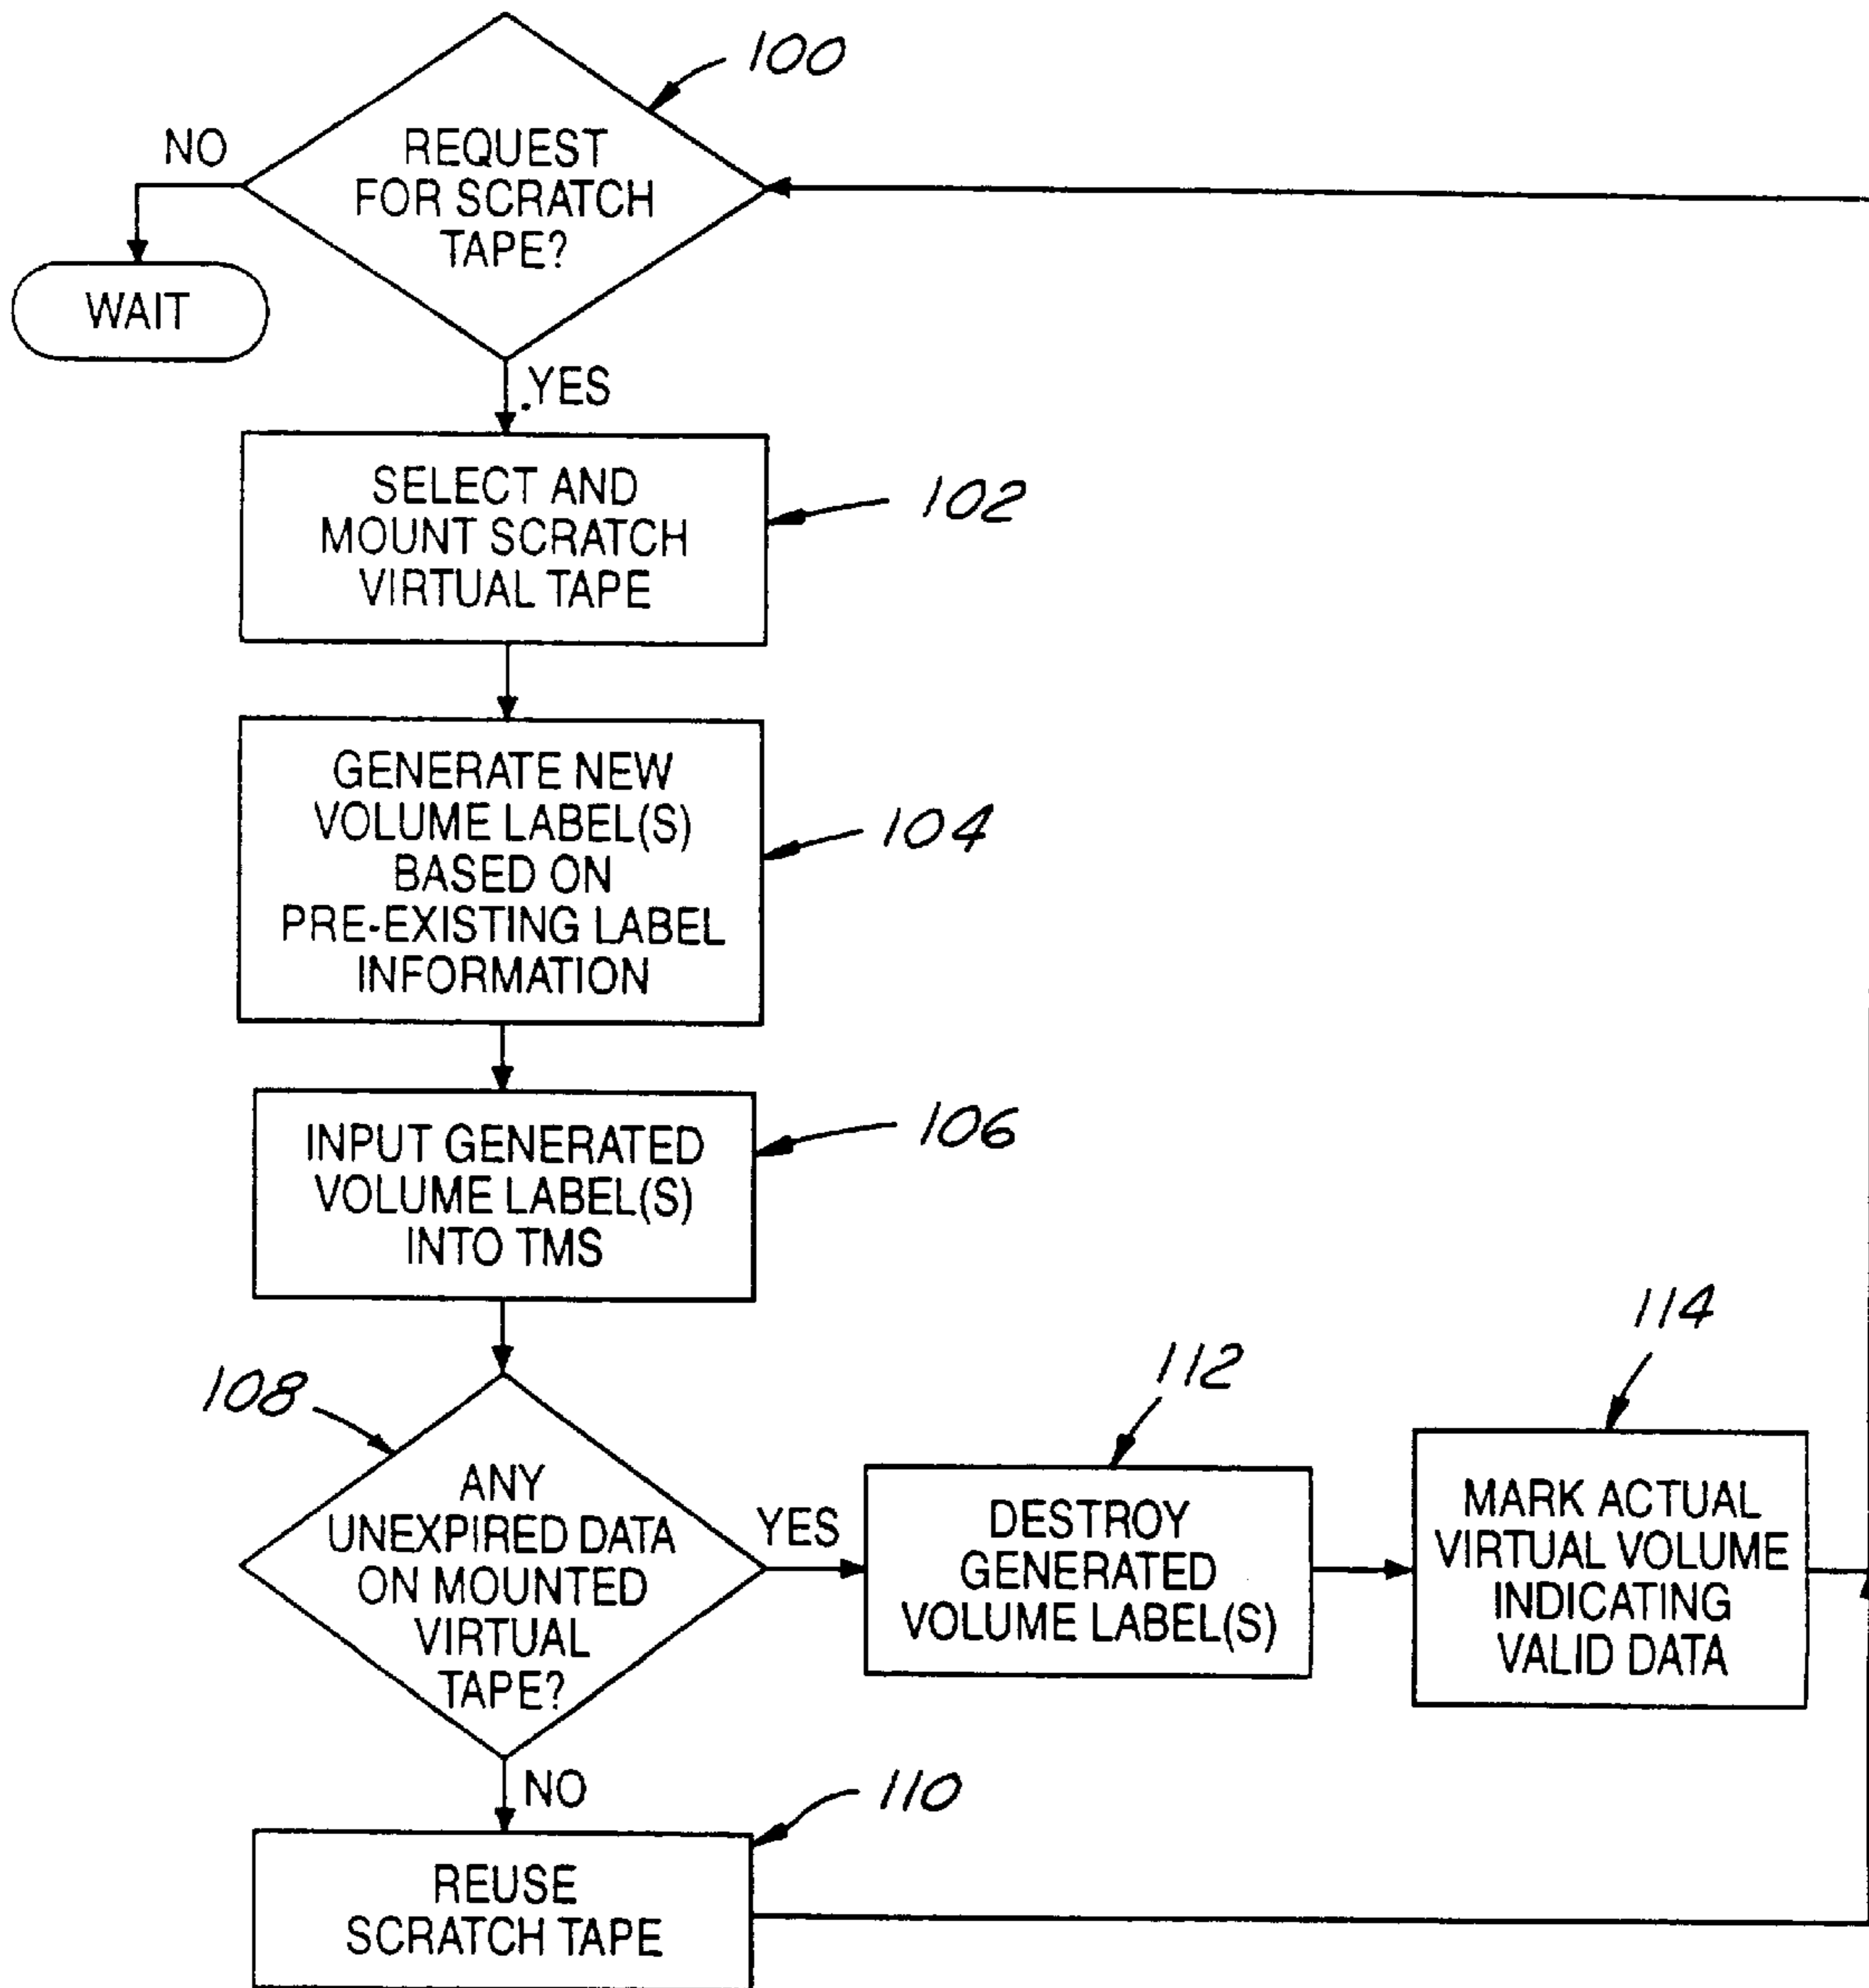 100
NO
REQUEST
FOR SCRATCH
TAPE?
WAIT
YES
SELECT AND
MOUNT SCRATCH
VIRTUAL TAPE
102
GENERATE NEW
VOLUME LABEL(S)
BASED ON
PRE-EXISTING LABEL
INFORMATION
104
INPUT GENERATED
VOLUME LABEL(S)
INTO TMS
106
108
ANY
UNEXPIRED DATA
ON MOUNTED
VIRTUAL
TAPE?
YES
112
DESTROY
GENERATED
VOLUME LABEL(S)
114
MARK ACTUAL
VIRTUAL VOLUME
INDICATING
VALID DATA
NO
110
REUSE
SCRATCH TAPE